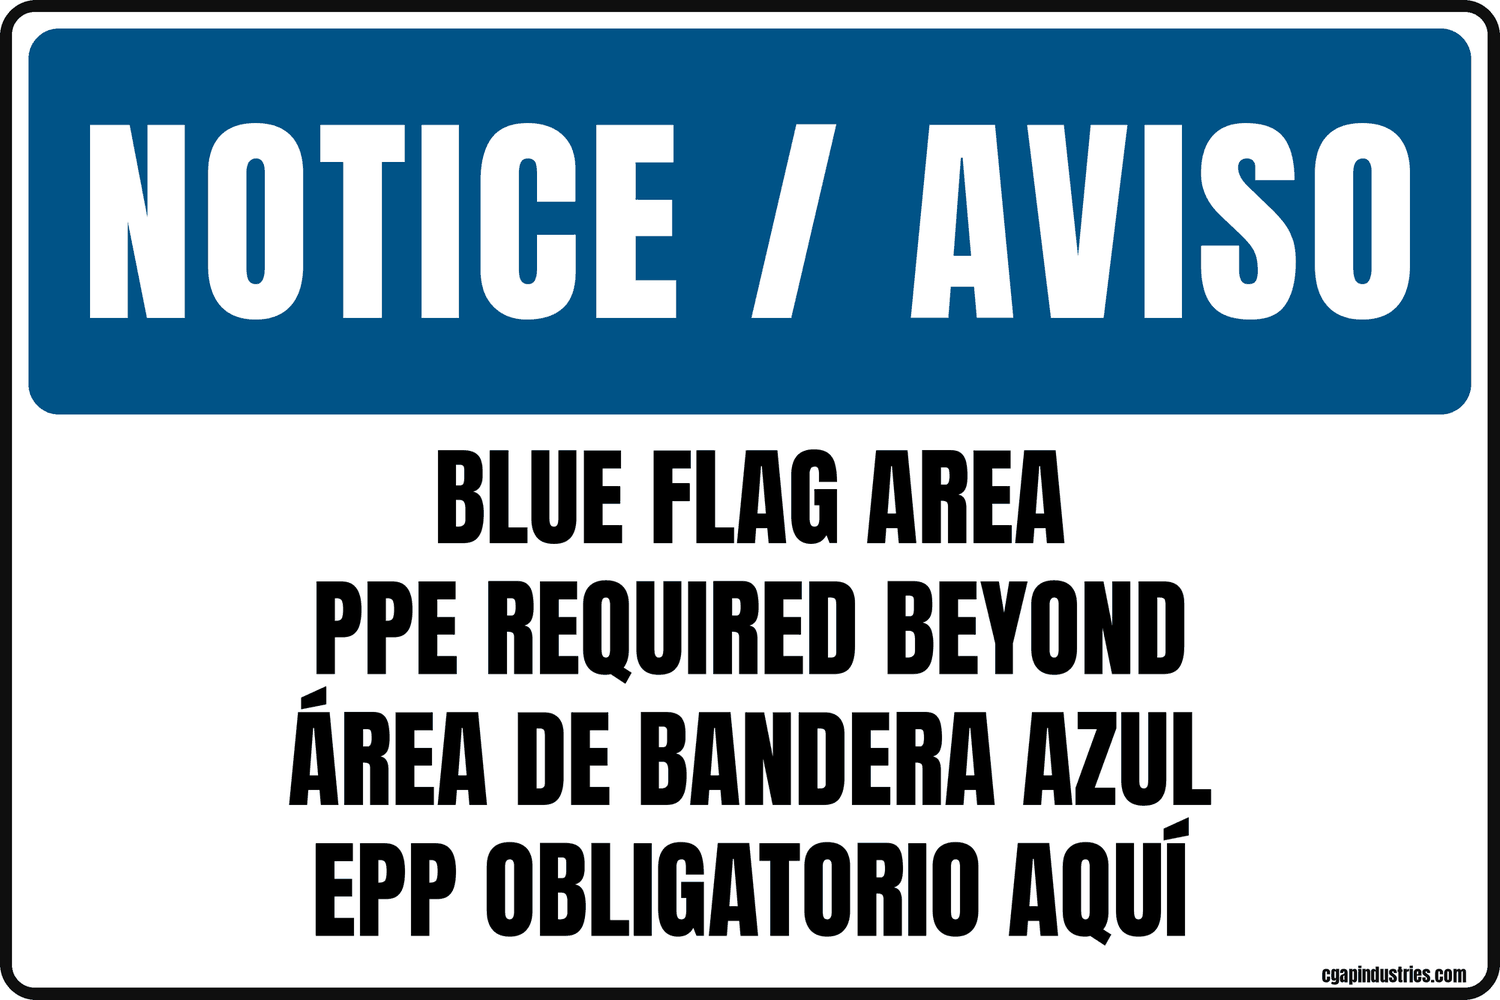 NOTICE / AVISO
BLUE FLAG AREA
PPE REQUIRED BEYOND
ÁREA DE BANDERA AZUL
EPP OBLIGATORIO AQUÍ
cgapindustries.com